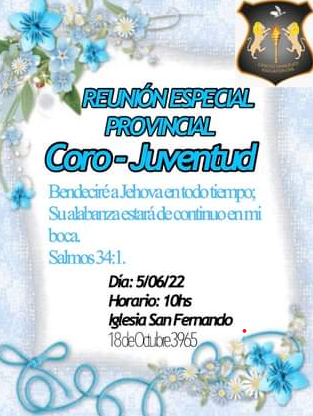 REUNIÓN ESPECIAL
PROVINCIAL
Coro - Juventud
Bendeciré a Jehova en todo tiempo;
Su alabanza estará de continuo en mi
boca.
Salmos 34:1.
Día: 5/06/22
Horario: 10hs
Iglesia San Fernando
18 de Octubre 3965